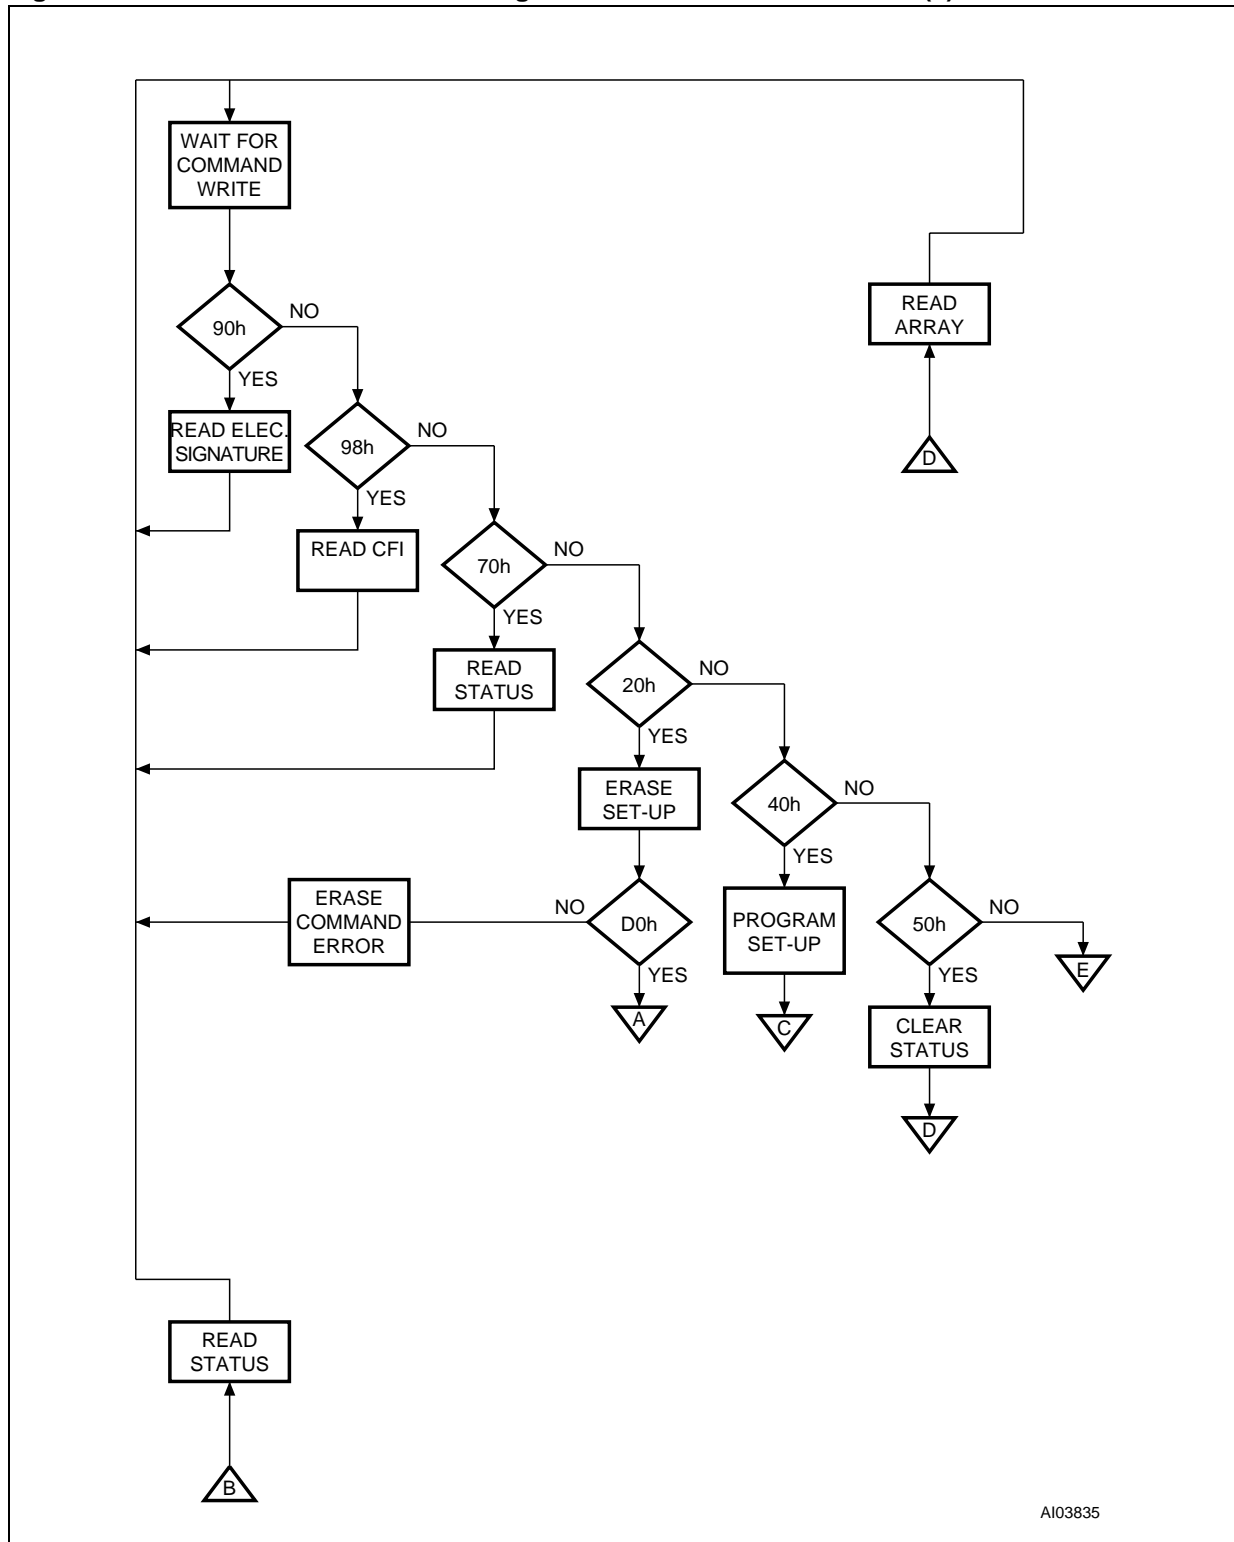 WAIT FOR
COMMAND
WRITE
90h
NO
YES
READ ELEC.
SIGNATURE
READ
ARRAY
D
98h
NO
YES
READ CFI
70h
NO
YES
READ
STATUS
20h
NO
YES
ERASE
SET-UP
40h
NO
YES
PROGRAM
SET-UP
C
D0h
NO
YES
ERASE
COMMAND
ERROR
A
50h
NO
YES
E
CLEAR
STATUS
D
READ
STATUS
B
AI03835